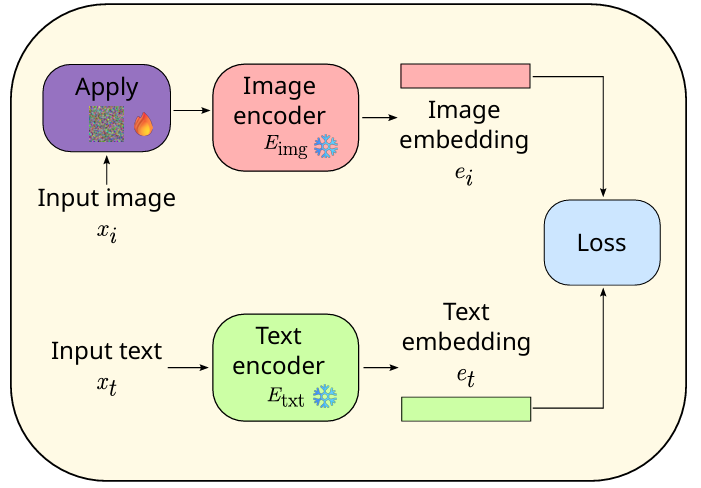 Apply
Input image
x_i
Image
encoder
E_img
Image
embedding
e_i
Loss
Input text
x_t
Text
encoder
E_txt
Text
embedding
e_t